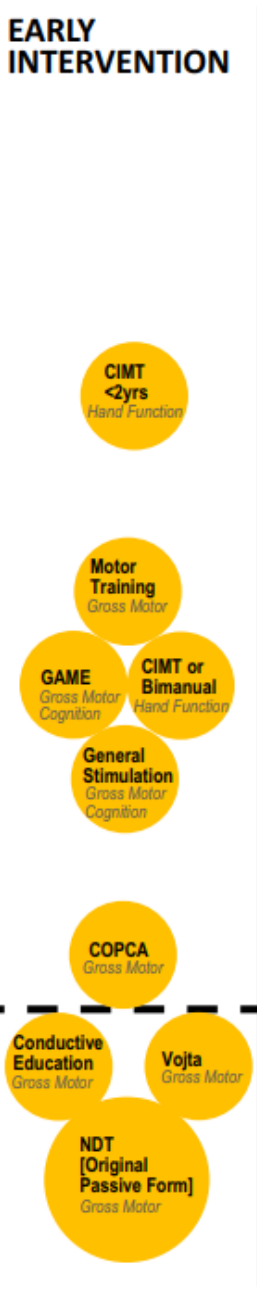 EARLY
INTERVENTION
CIMT
<2yrs
Hand Function
Motor
Training
Gross Motor
GAME
Gross Motor
Cognition
CIMT or
Bimanual
Hand Function
General
Stimulation
Gross Motor
Cognition
COPCA
Gross Motor
Conductive
Education
Gross Motor
Vojta
Gross Motor
NDT
[Original
Passive Form]
Gross Motor